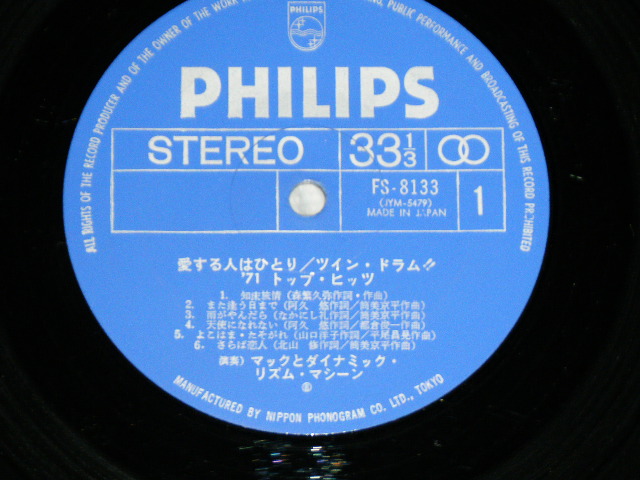 ALL RIGHTS OF THE RECORD PRODUCER AND OF THE OWNER OF THE WORK
PUBLIC PERFORMANCE AND BROADCASTING OF THIS RECORD PROHIBITED
PHILIPS
PHILIPS
STEREO
33 1/3
FS-8133
(JYM-5479)
MADE IN JAPAN
1
愛する人はひとり／ツイン・ドラム!!
'71 トップ・ヒッツ
1. 知床旅情（森繁久弥作詞・作曲）
2. また逢う日まで（阿久 悠作詞／筒美京平作曲）
3. 雨がやんだら（なかにし礼作詞／筒美京平作曲）
4. 天使になれない（阿久 悠作詞／都倉俊一作曲）
5. よこはま・たそがれ（山口洋子作詞／平尾昌晃作曲）
6. さらば恋人（北山 修作詞／筒美京平作曲）
(演奏) マックとダイナミック・
リズム・マシーン
MANUFACTURED BY NIPPON PHONOGRAM CO. LTD., TOKYO